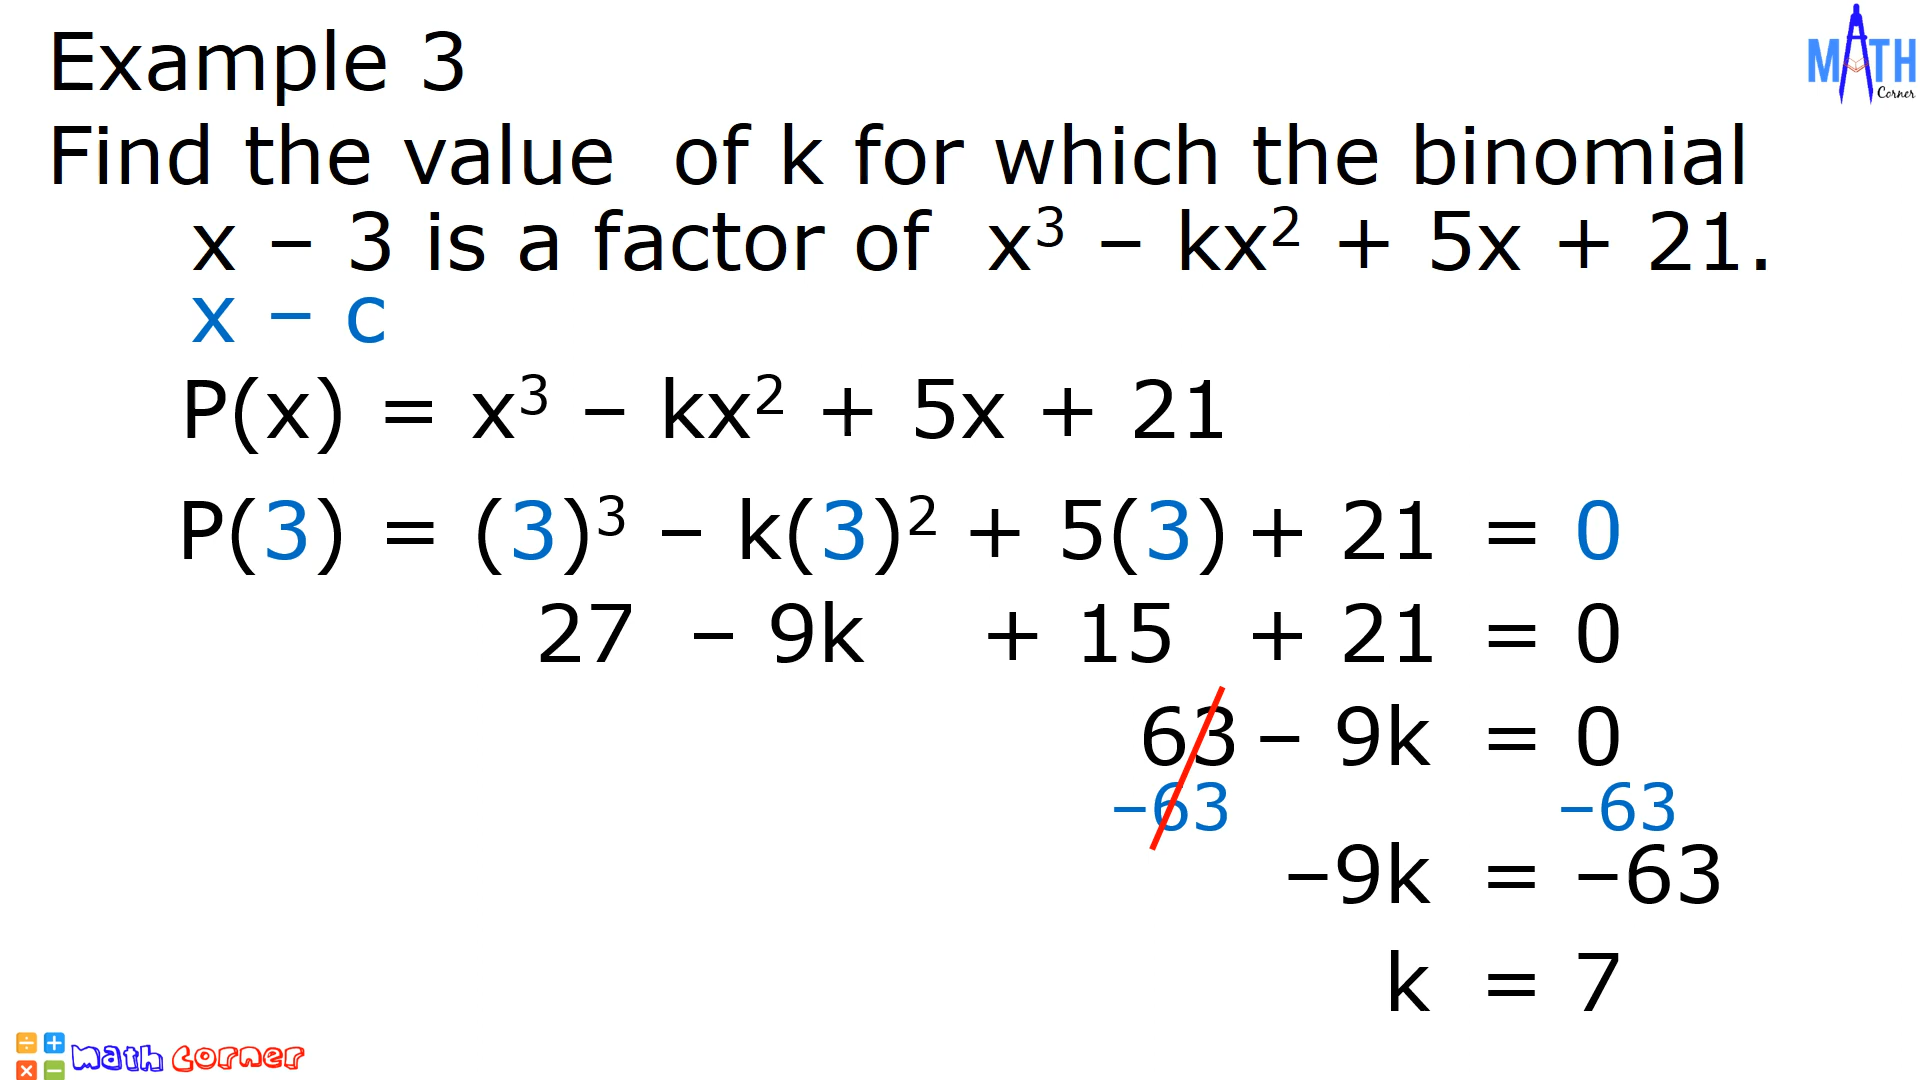 Example 3
MATH
Corner
Find the value of k for which the binomial
x – 3 is a factor of x³ – kx² + 5x + 21.
x – c
P(x) = x³ – kx² + 5x + 21
P(3) = (3)³ – k(3)² + 5(3) + 21 = 0
27 – 9k + 15 + 21 = 0
63 – 9k = 0
–63 –63
–9k = –63
k = 7
÷ + × − Math Corner